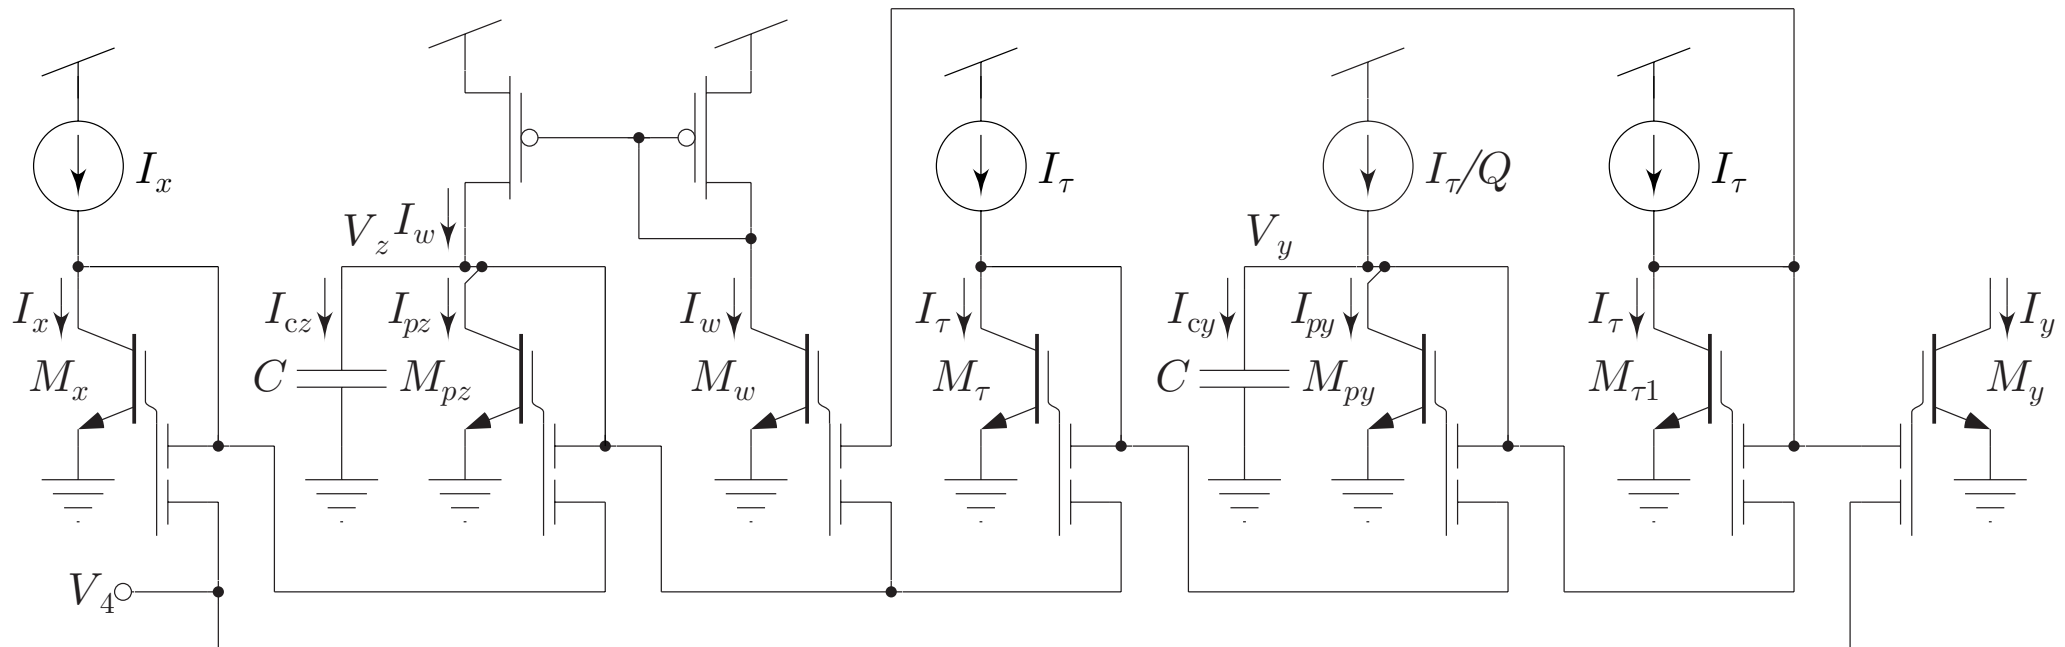 I_x
I_τ
I_τ/Q
I_τ
V_z
I_w
V_y
I_x
I_cz
I_pz
I_w
I_τ
I_cy
I_py
I_τ
I_y
M_x
C
M_pz
M_w
M_τ
C
M_py
M_τ1
M_y
V_4